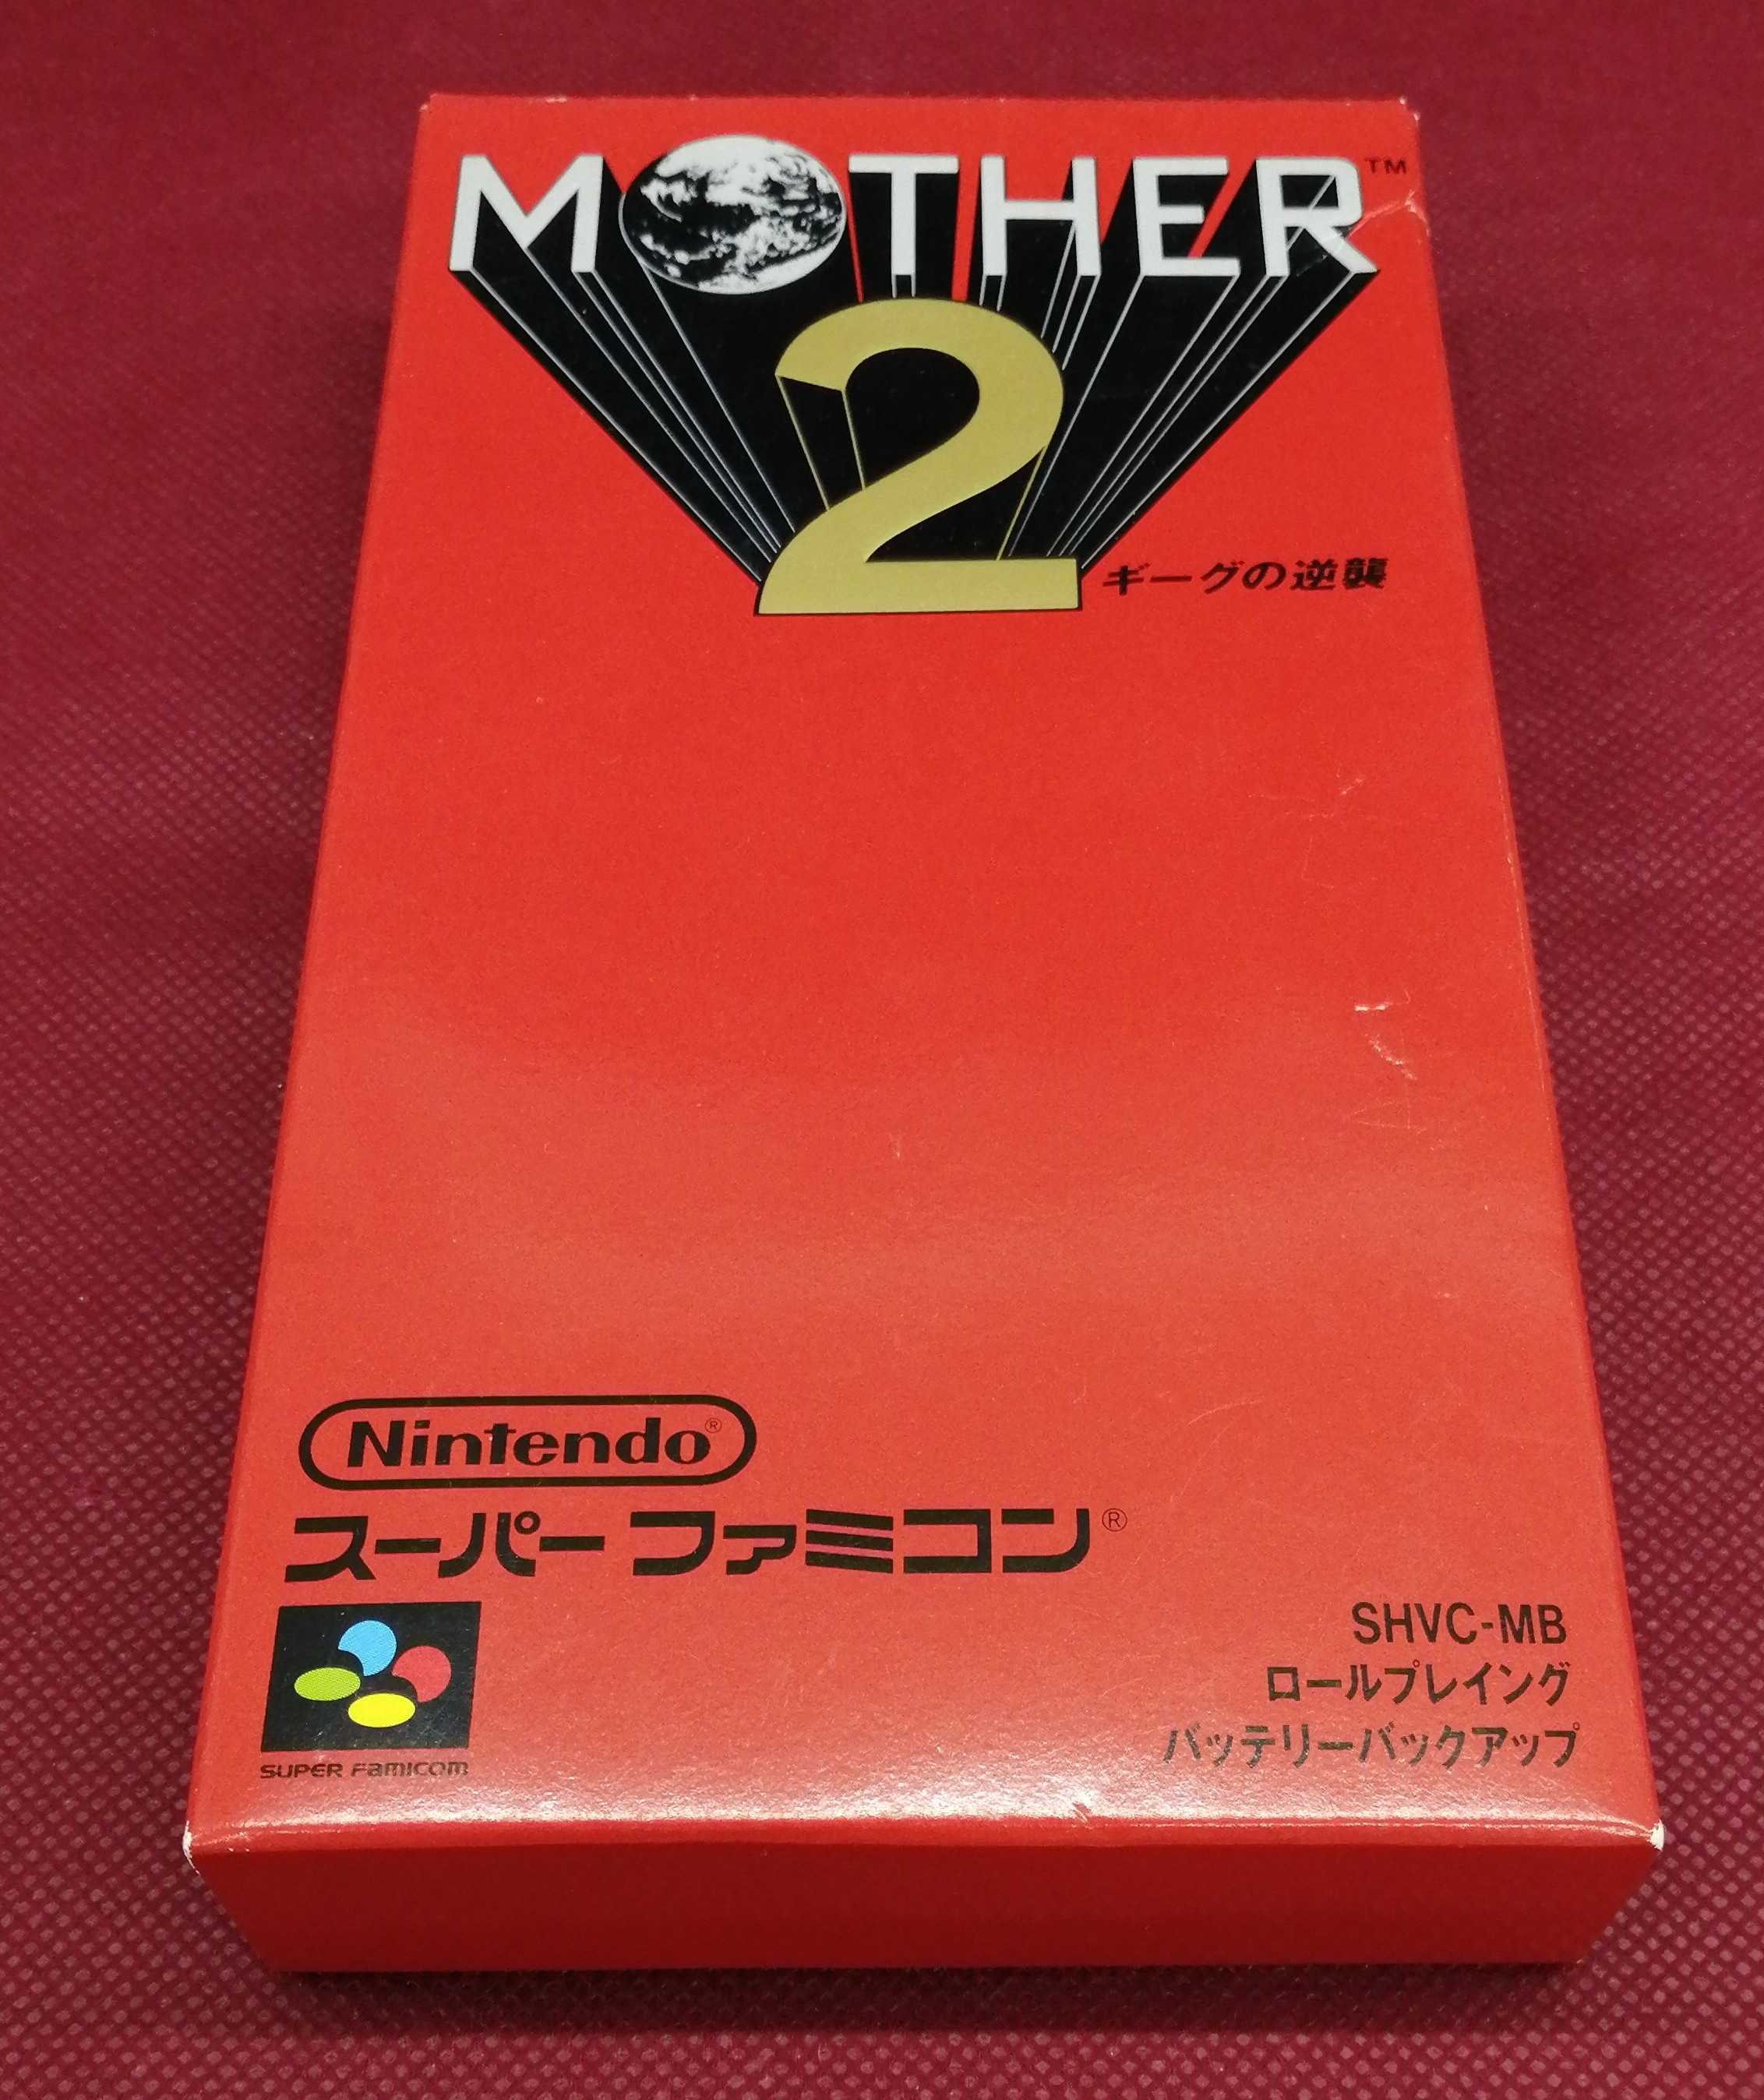 MOTHER™
2
ギーグの逆襲
Nintendo®
スーパーファミコン®
SUPER FAMICOM
SHVC-MB
ロールプレイング
バッテリーバックアップ